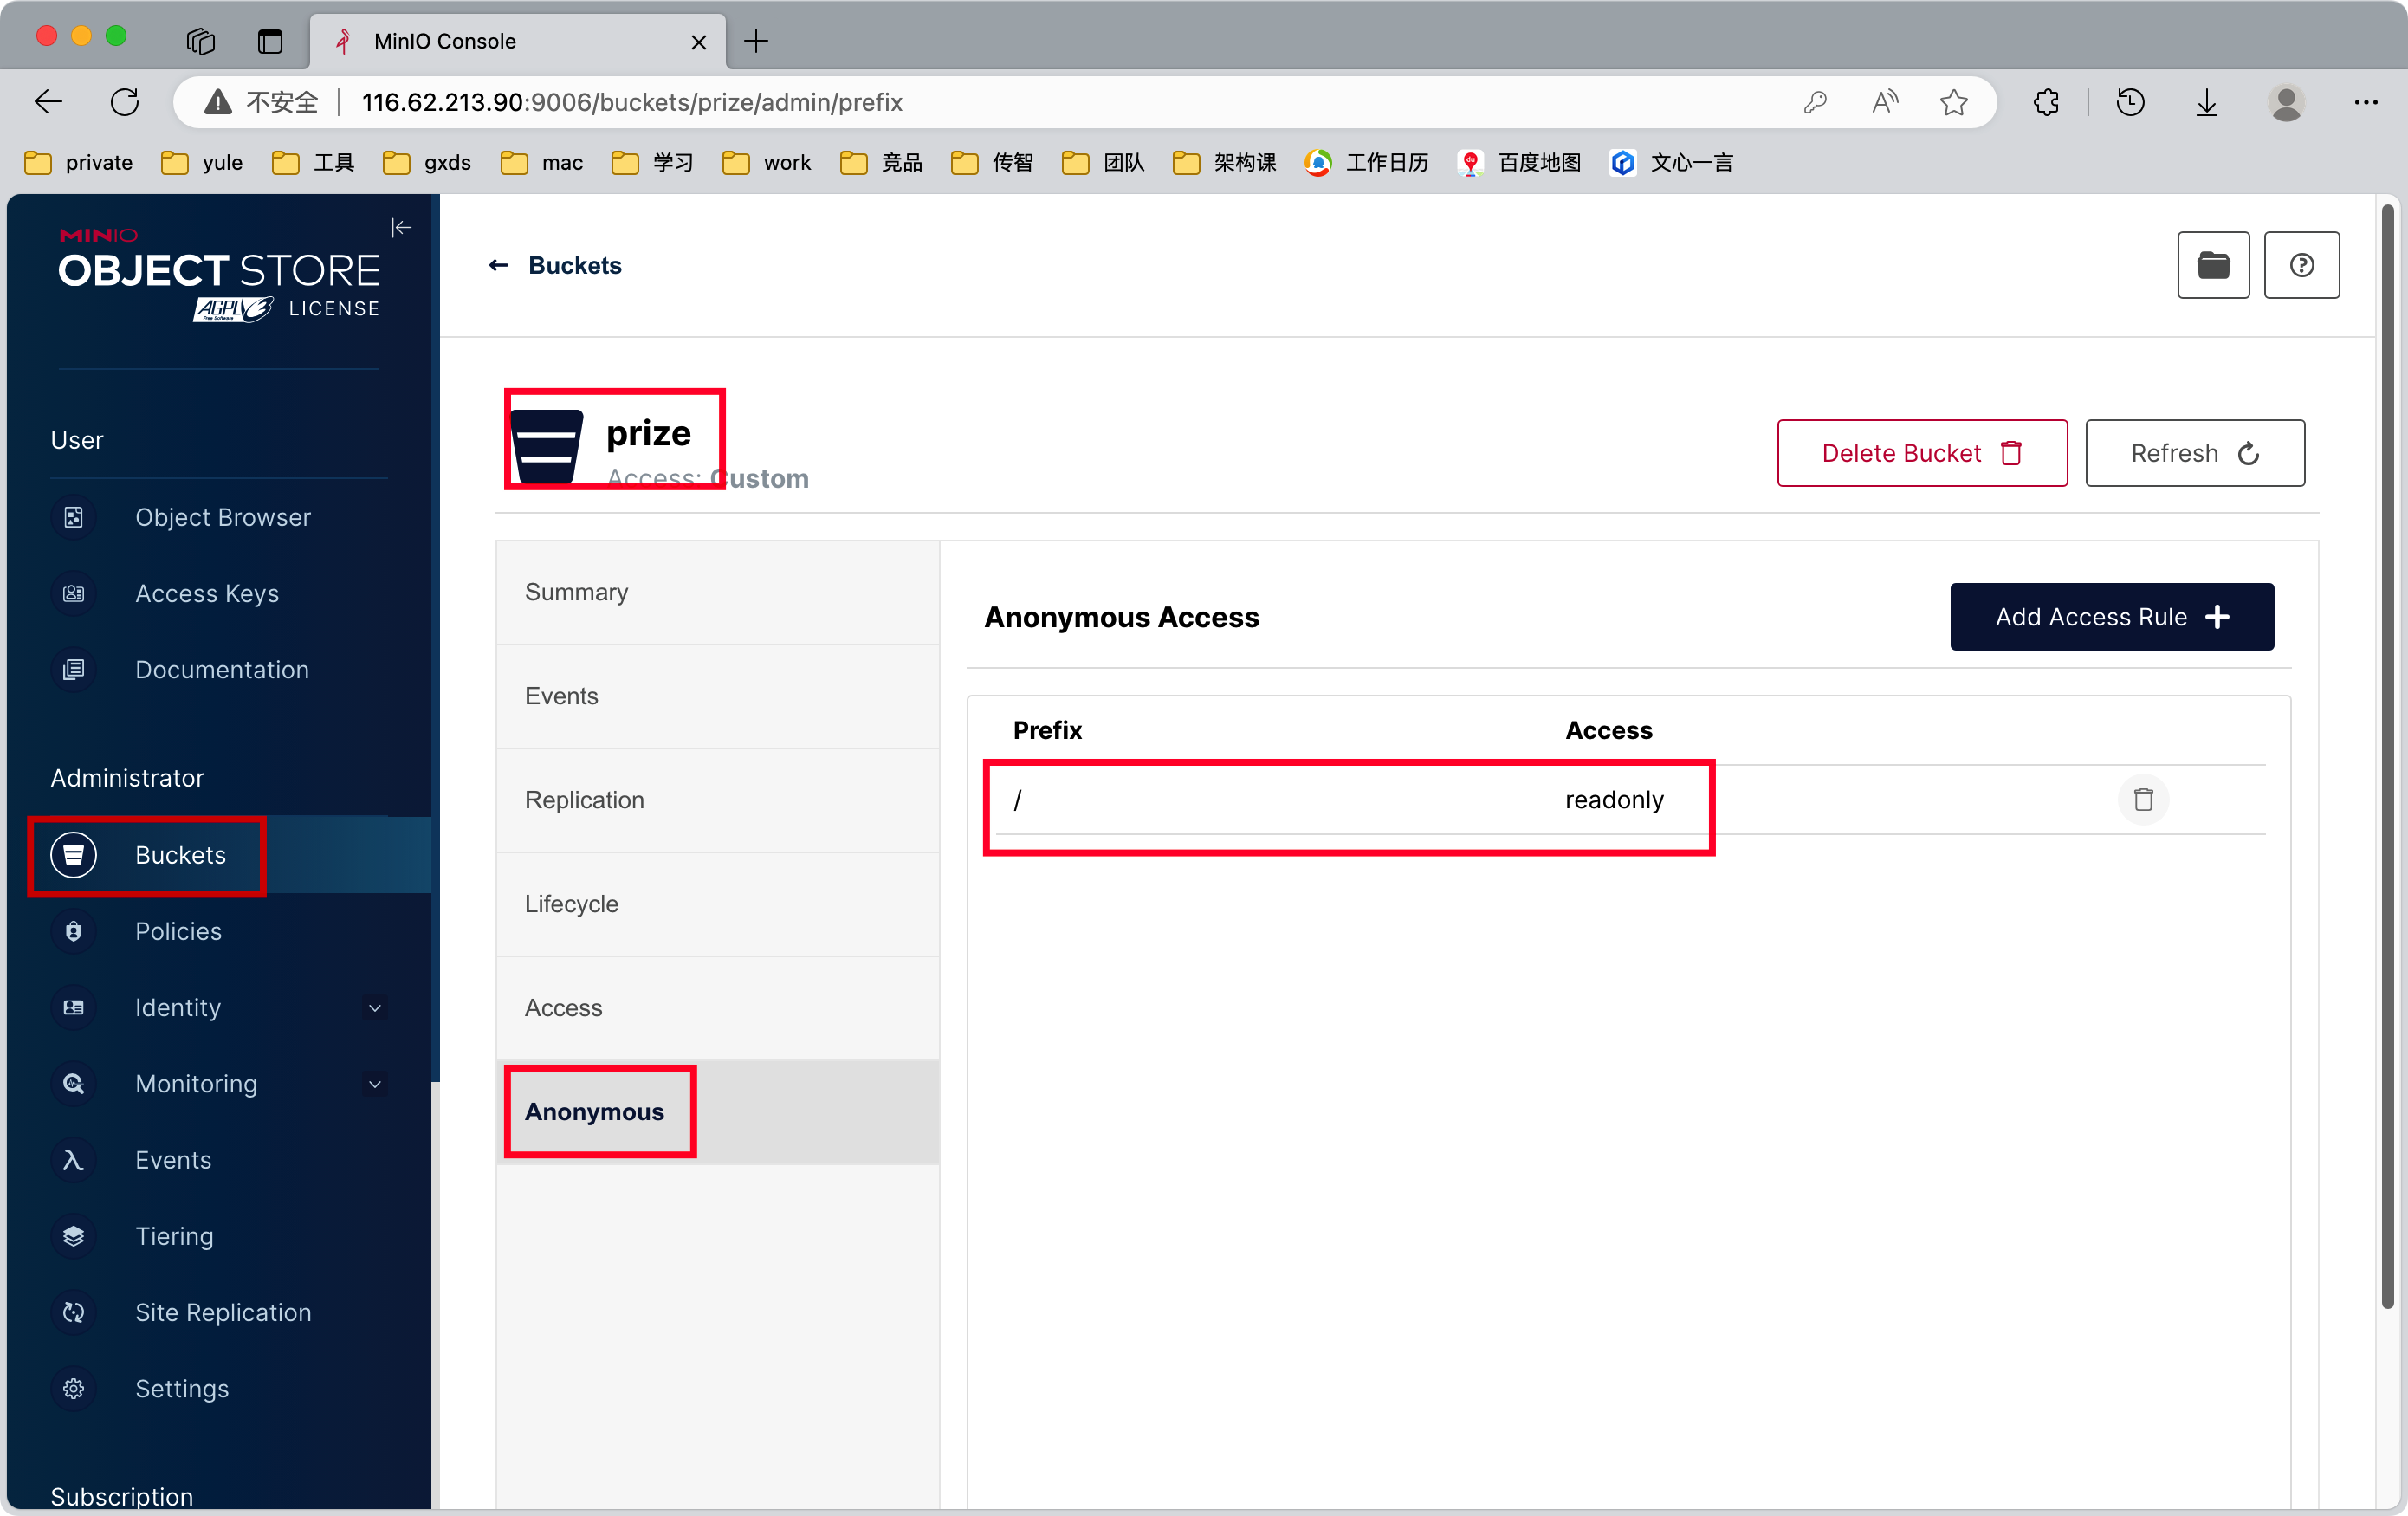 MinIO Console
不安全 116.62.213.90:9006/buckets/prize/admin/prefix
private yule 工具 gxds mac 学习 work 竞品 传智 团队 架构课 工作日历 百度地图 文心一言
MINIO
OBJECT STORE
AGPL v3 LICENSE
Free Software
User
Object Browser
Access Keys
Documentation
Administrator
Buckets
Policies
Identity
Monitoring
Events
Tiering
Site Replication
Settings
Subscription
Buckets
prize
Access: Custom
Delete Bucket
Refresh
Summary
Events
Replication
Lifecycle
Access
Anonymous
Anonymous Access
Add Access Rule
Prefix Access
/ readonly